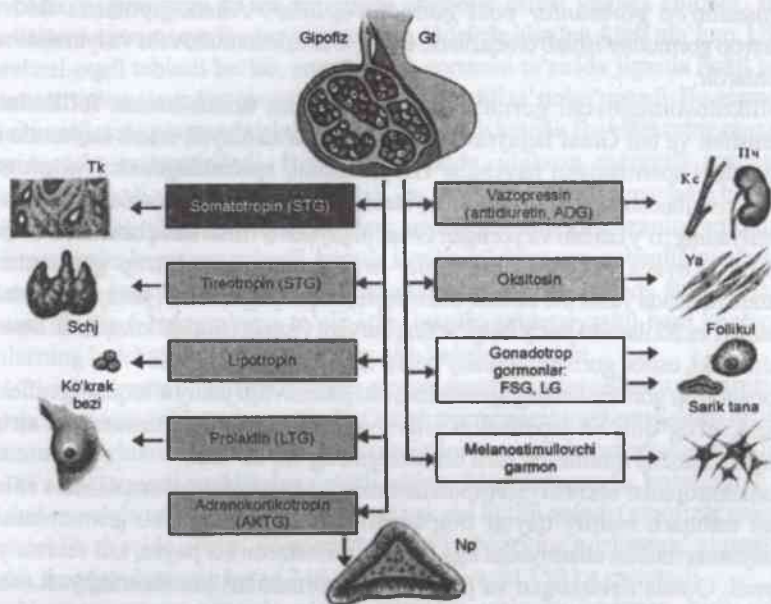 Gipofiz
Gt
Tk
Somatotropin (STG)
Vazopressin
(antidiuretin, ADG)
Кс
Пч
Schj
Tireotropin (STG)
Oksitosin
Ya
Lipotropin
Gonadotrop
gormonlar:
FSG, LG
Follikul
Sarik tana
Ko'krak
bezi
Prolaktin (LTG)
Melanostimullovchi
garmon
Adrenokortikotropin
(AKTG)
Np